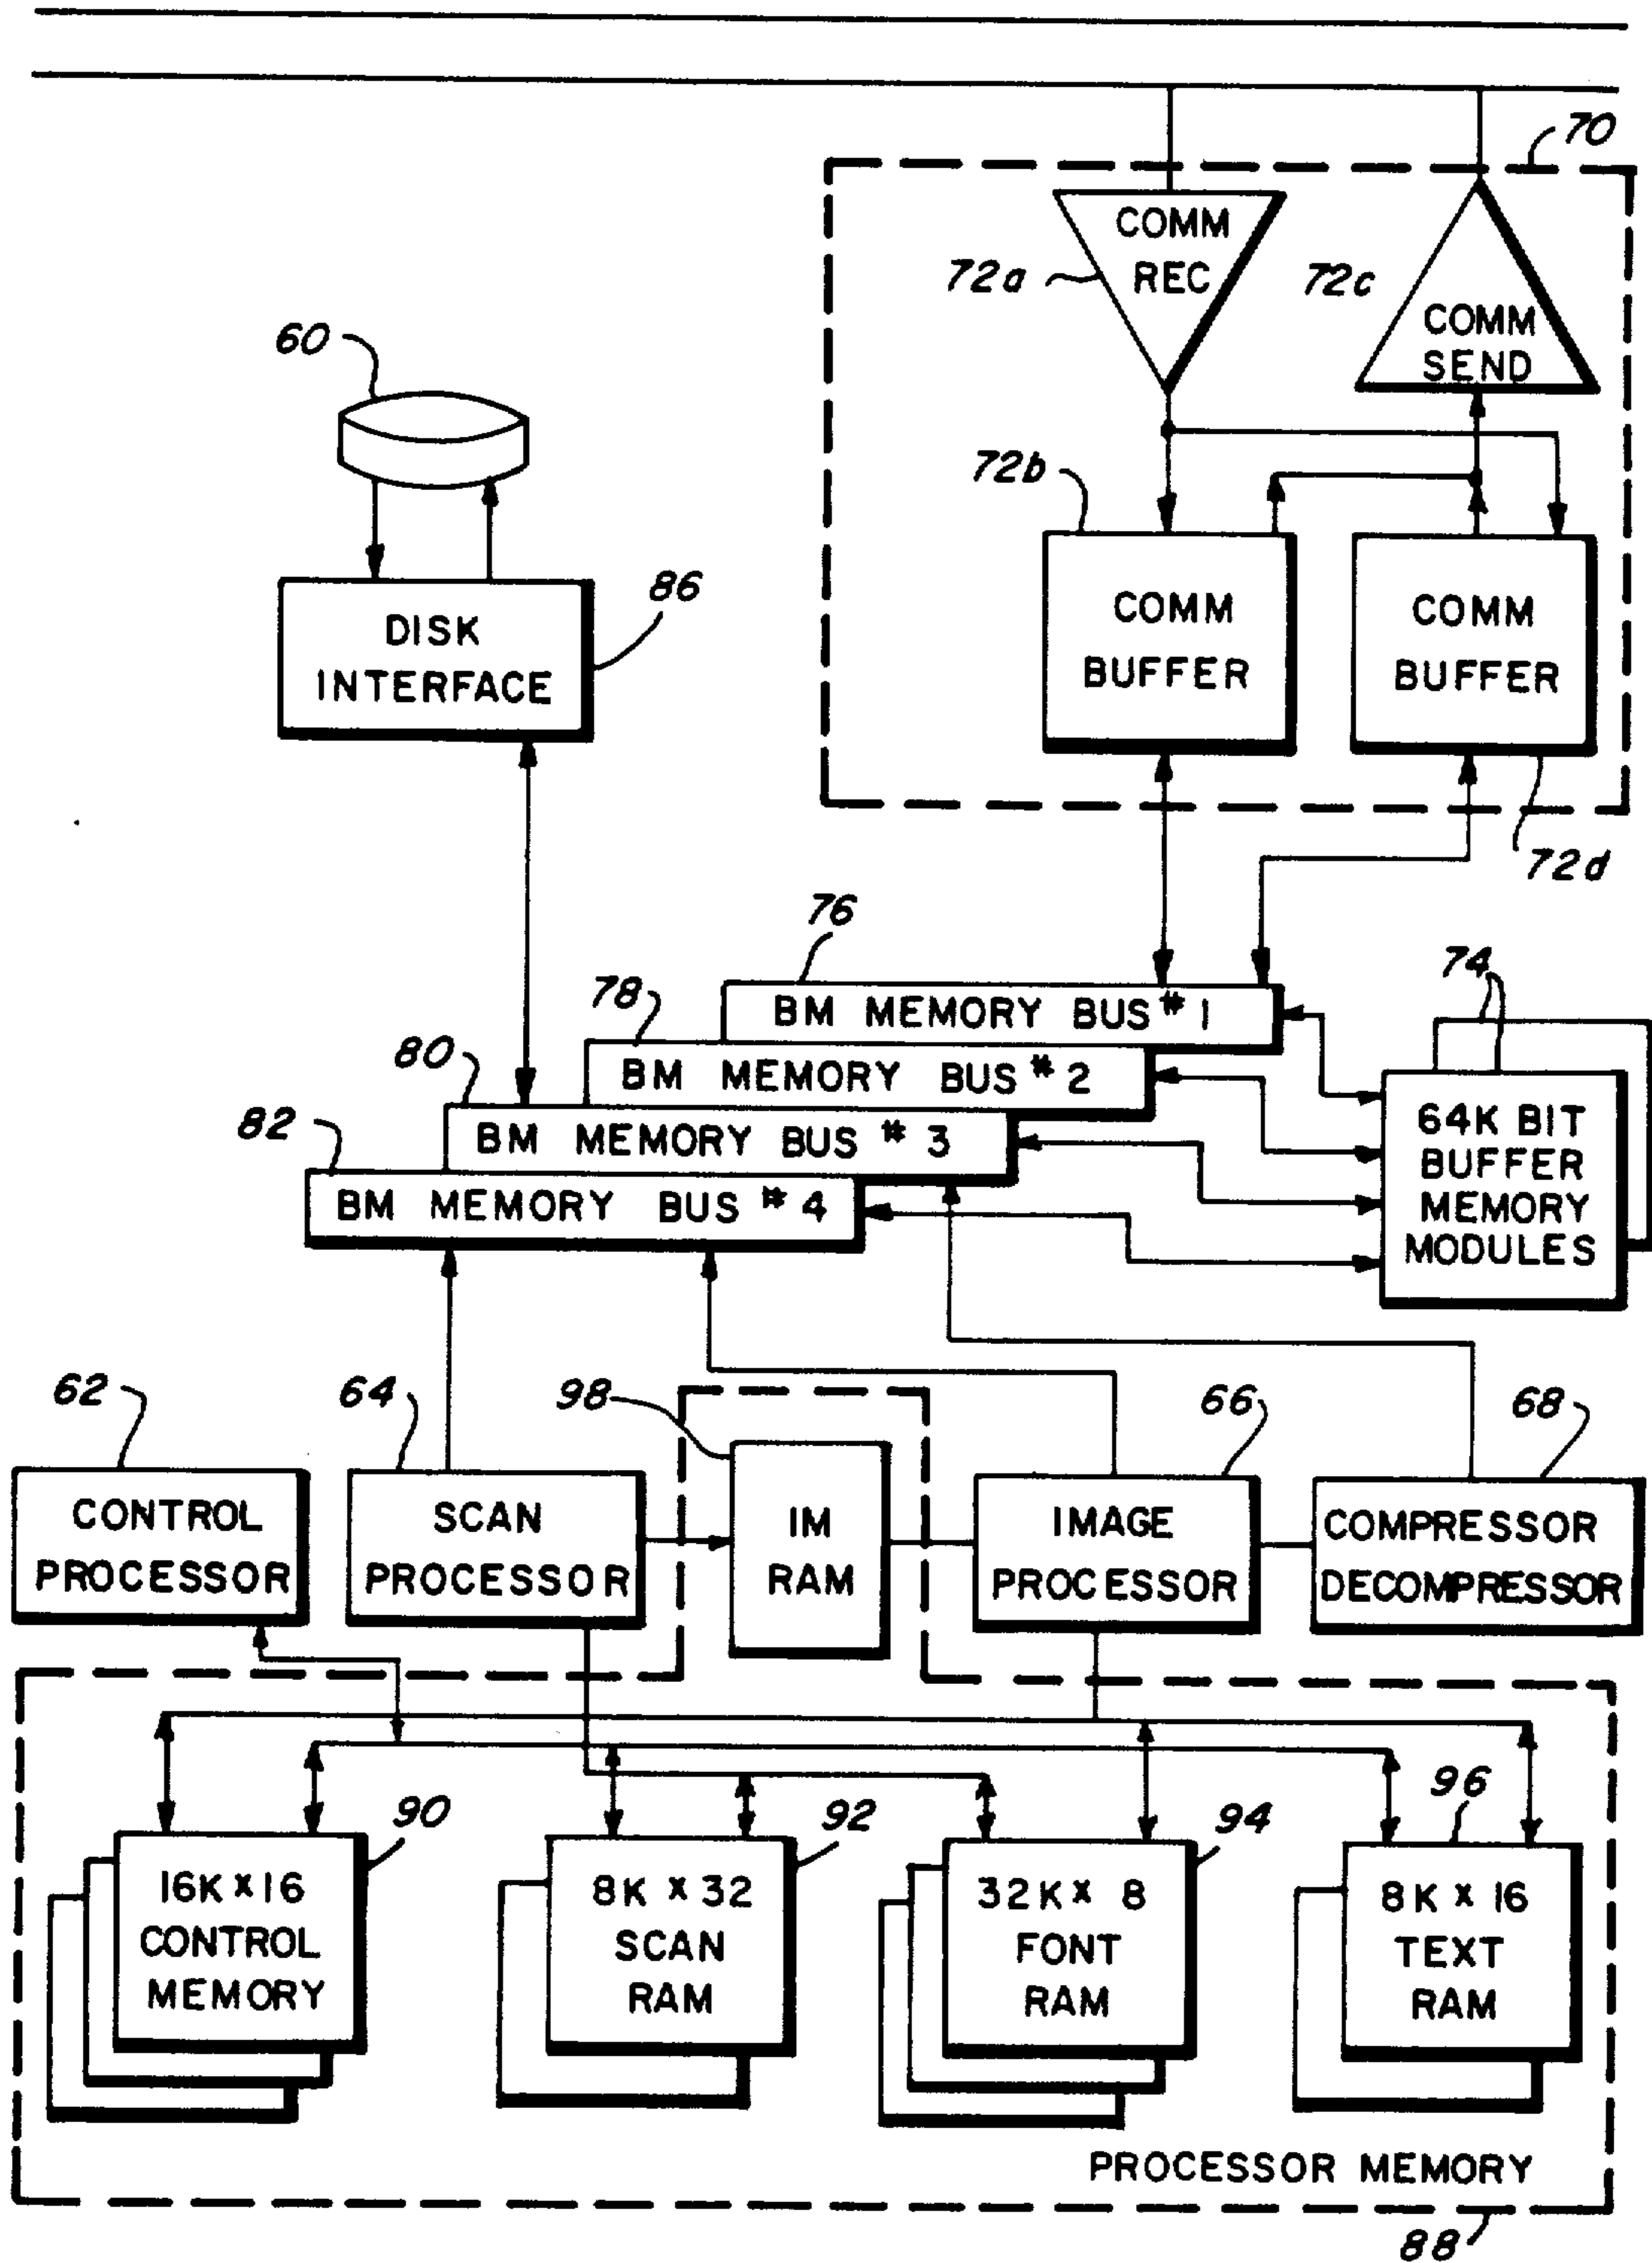 70
COMM
REC
72a
72c
COMM
SEND
60
72b
86
DISK
INTERFACE
COMM
BUFFER
COMM
BUFFER
72d
76
74
78
BM MEMORY BUS #1
80
BM MEMORY BUS #2
82
BM MEMORY BUS #3
BM MEMORY BUS #4
64K BIT
BUFFER
MEMORY
MODULES
62
64
98
66
68
CONTROL
PROCESSOR
SCAN
PROCESSOR
IM
RAM
IMAGE
PROCESSOR
COMPRESSOR
DECOMPRESSOR
90
92
94
96
16K x 16
CONTROL
MEMORY
8K x 32
SCAN
RAM
32K x 8
FONT
RAM
8K x 16
TEXT
RAM
PROCESSOR MEMORY
88